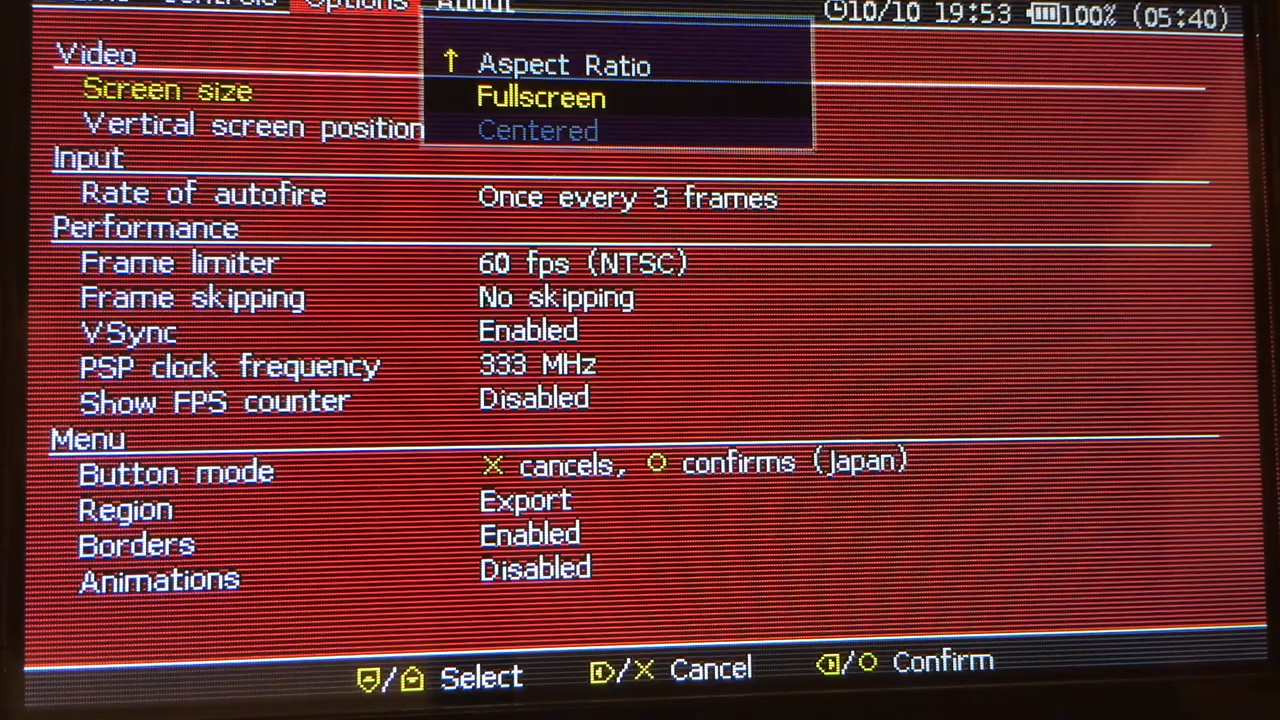 Controls Options About 10/10 19:53 100% (05:40)
Video
↑ Aspect Ratio
Screen size Fullscreen
Vertical screen position Centered
Input
Rate of autofire Once every 3 frames
Performance
Frame limiter 60 fps (NTSC)
Frame skipping No skipping
VSync Enabled
PSP clock frequency 333 MHz
Show FPS counter Disabled
Menu
Button mode X cancels, O confirms (Japan)
Region Export
Borders Enabled
Animations Disabled
/ Select /X Cancel /O Confirm